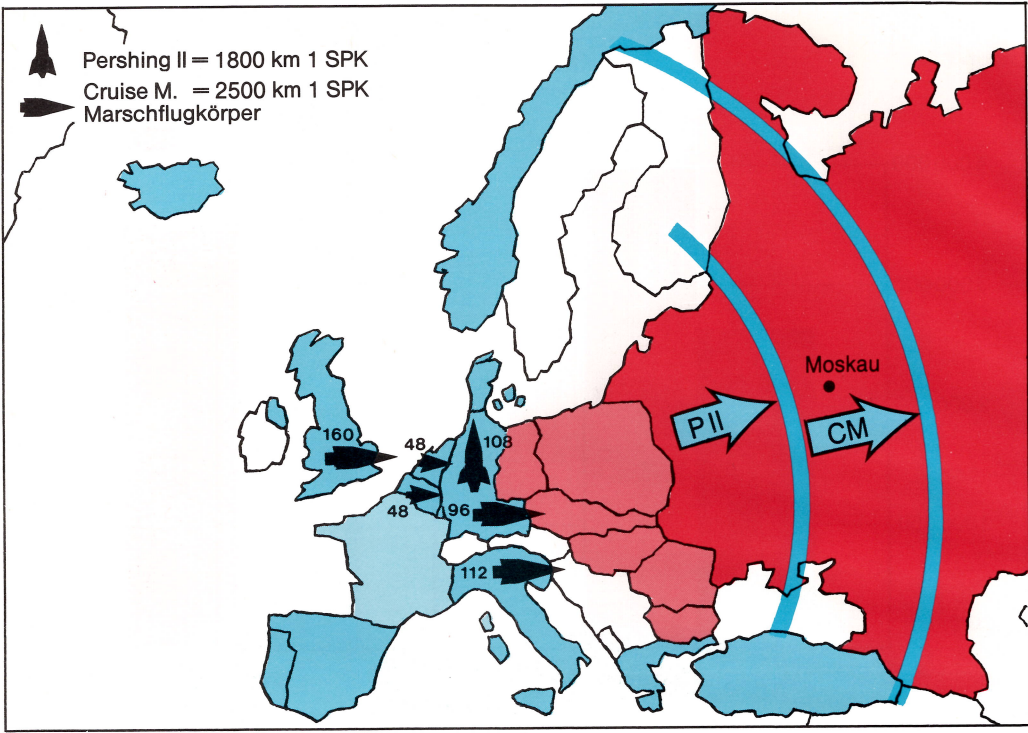 Pershing II = 1800 km 1 SPK
Cruise M. = 2500 km 1 SPK
Marschflugkörper
Moskau
P II
CM
160
48
108
48
96
112